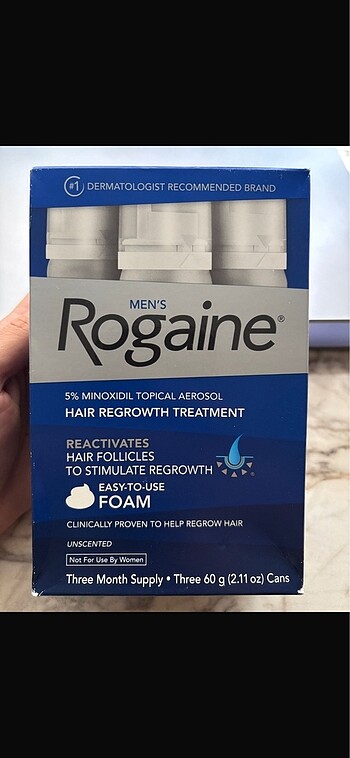 #1 DERMATOLOGIST RECOMMENDED BRAND
MEN'S
Rogaine®
5% MINOXIDIL TOPICAL AEROSOL
HAIR REGROWTH TREATMENT
REACTIVATES
HAIR FOLLICLES
TO STIMULATE REGROWTH
EASY-TO-USE
FOAM
CLINICALLY PROVEN TO HELP REGROW HAIR
UNSCENTED
Not For Use By Women
Three Month Supply • Three 60 g (2.11 oz) Cans